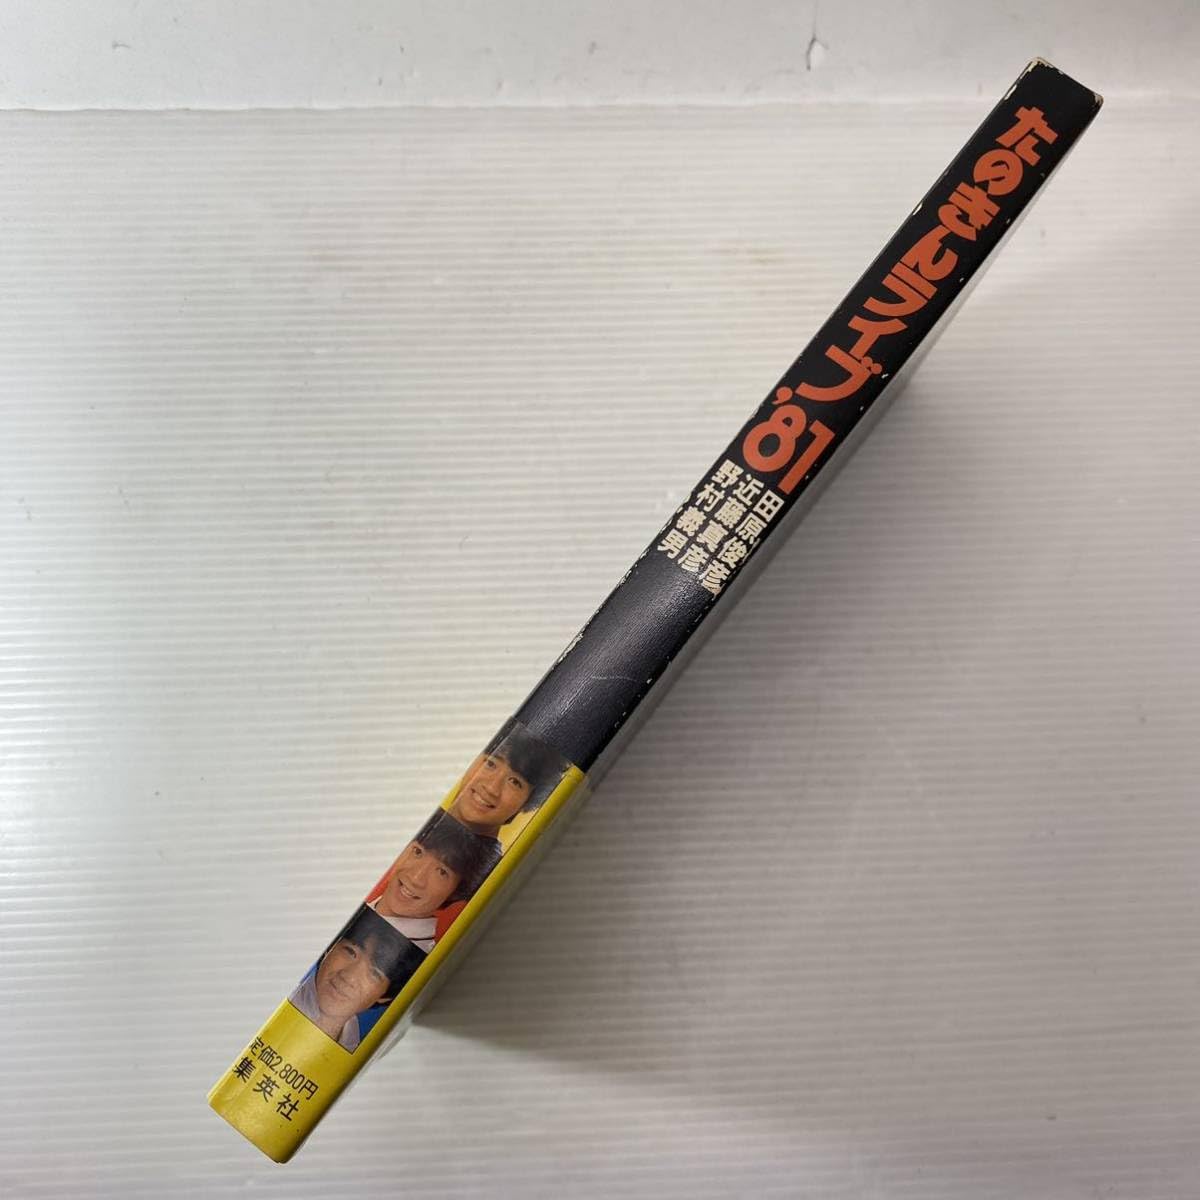 たのきんライブ'81
田原俊彦
近藤真彦
野村義男
定価2,800円
集英社